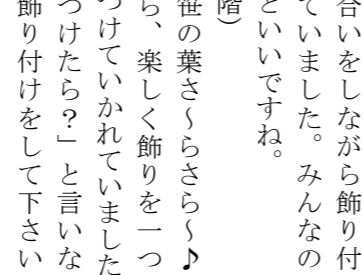 合いをしながら飾り付
ていました。みんなの
といいですね。
階）
笹の葉さ～らさら～♪
ら、楽しく飾りを一つ
つけていかれていました
つけたら？」と言いな
飾り付けをして下さい